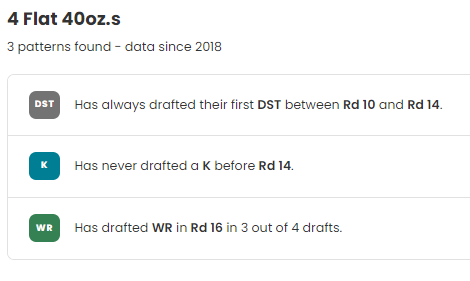 4 Flat 40oz.s
3 patterns found - data since 2018
DST Has always drafted their first DST between Rd 10 and Rd 14.
K Has never drafted a K before Rd 14.
WR Has drafted WR in Rd 16 in 3 out of 4 drafts.